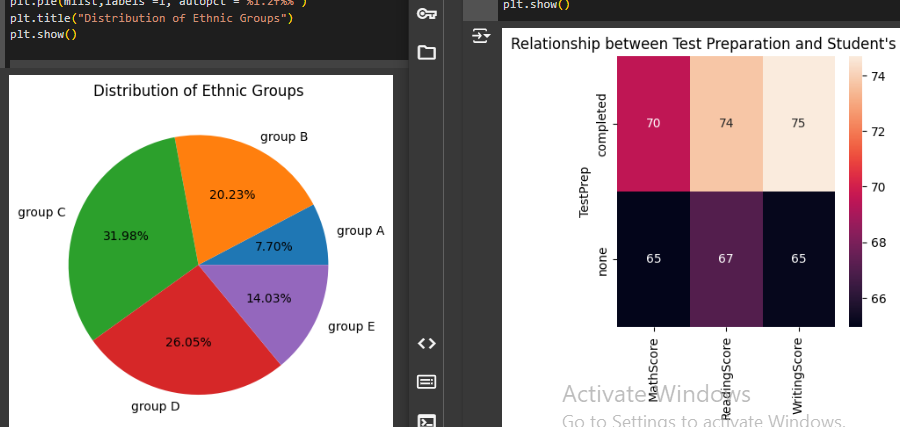 plt.pie(mlist,labels =l, autopct = "%1.2f%%")
plt.title("Distribution of Ethnic Groups")
plt.show()
Distribution of Ethnic Groups
group B
20.23%
group C
31.98%
group A
7.70%
14.03%
group E
26.05%
group D
plt.show()
Relationship between Test Preparation and Student's
TestPrep
completed
none
70
74
75
65
67
65
74
72
70
68
66
MathScore
ReadingScore
WritingScore
Activate Windows
Go to Settings to activate Windows.